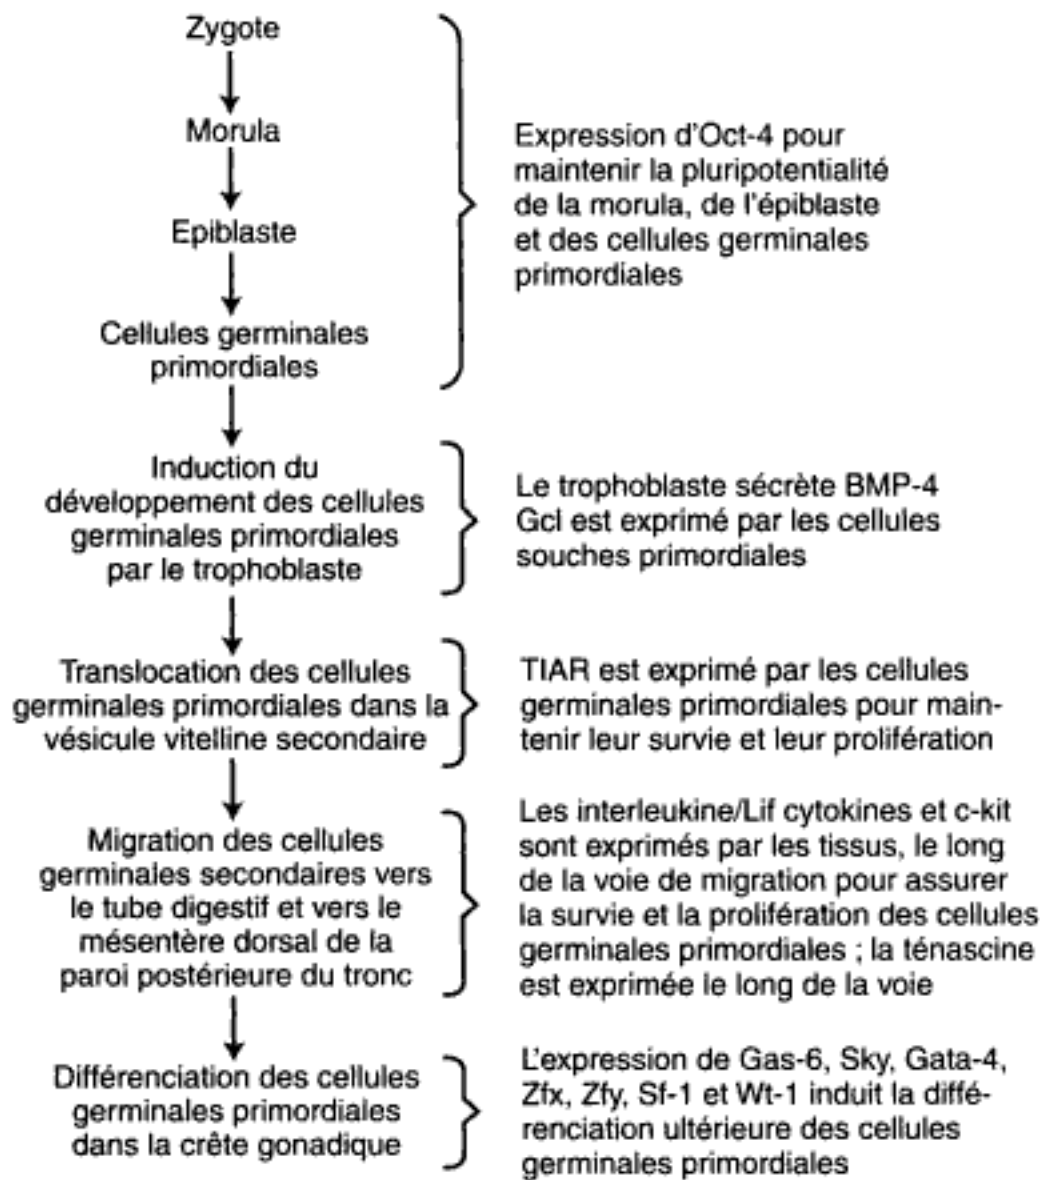 Zygote
Morula
Epiblaste
Cellules germinales
primordiales
Expression d'Oct-4 pour
maintenir la pluripotentialité
de la morula, de l'épiblaste
et des cellules germinales
primordiales
Induction du
développement des cellules
germinales primordiales
par le trophoblaste
Le trophoblaste sécrète BMP-4
Gcl est exprimé par les cellules
souches primordiales
Translocation des cellules
germinales primordiales dans la
vésicule vitelline secondaire
TIAR est exprimé par les cellules
germinales primordiales pour main-
tenir leur survie et leur prolifération
Migration des cellules
germinales secondaires vers
le tube digestif et vers le
mésentère dorsal de la
paroi postérieure du tronc
Les interleukine/Lif cytokines et c-kit
sont exprimés par les tissus, le long
de la voie de migration pour assurer
la survie et la prolifération des cellules
germinales primordiales ; la ténascine
est exprimée le long de la voie
Différenciation des cellules
germinales primordiales
dans la crête gonadique
L'expression de Gas-6, Sky, Gata-4,
Zfx, Zfy, Sf-1 et Wt-1 induit la diffé-
renciation ultérieure des cellules
germinales primordiales